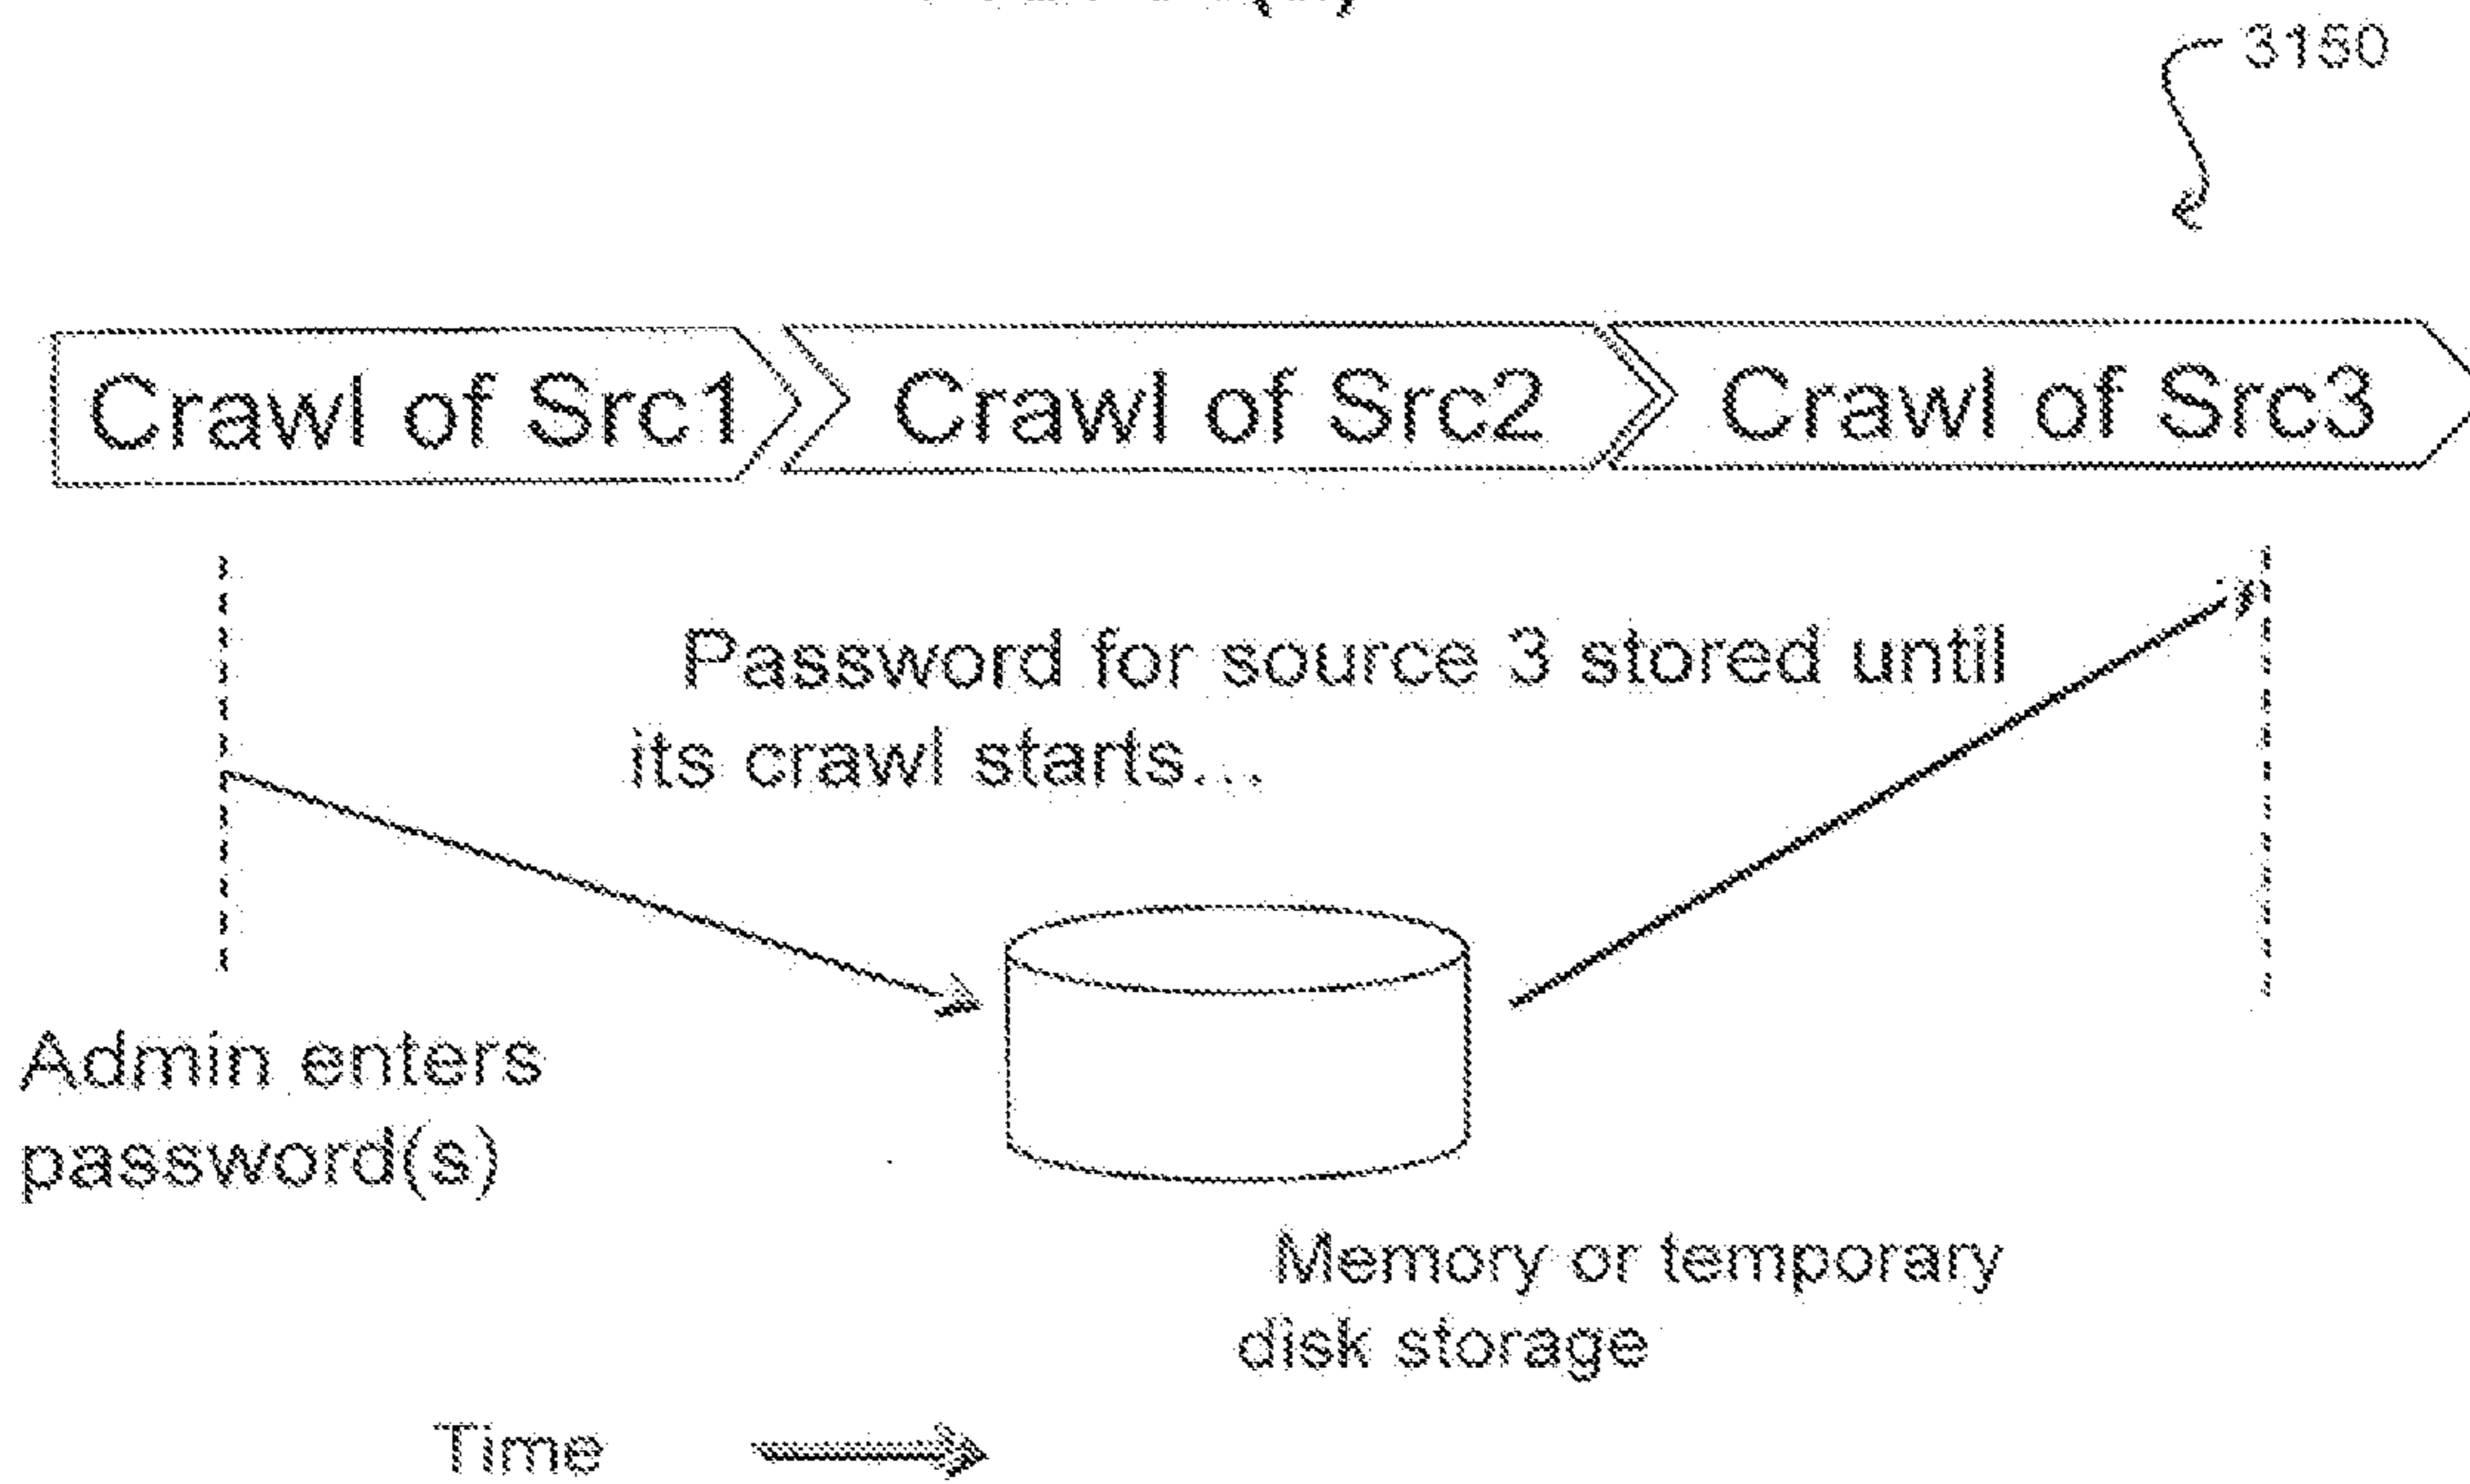 3150
Crawl of Src1
Crawl of Src2
Crawl of Src3
Password for source 3 stored until
its crawl starts...
Admin enters
password(s)
Memory or temporary
disk storage
Time